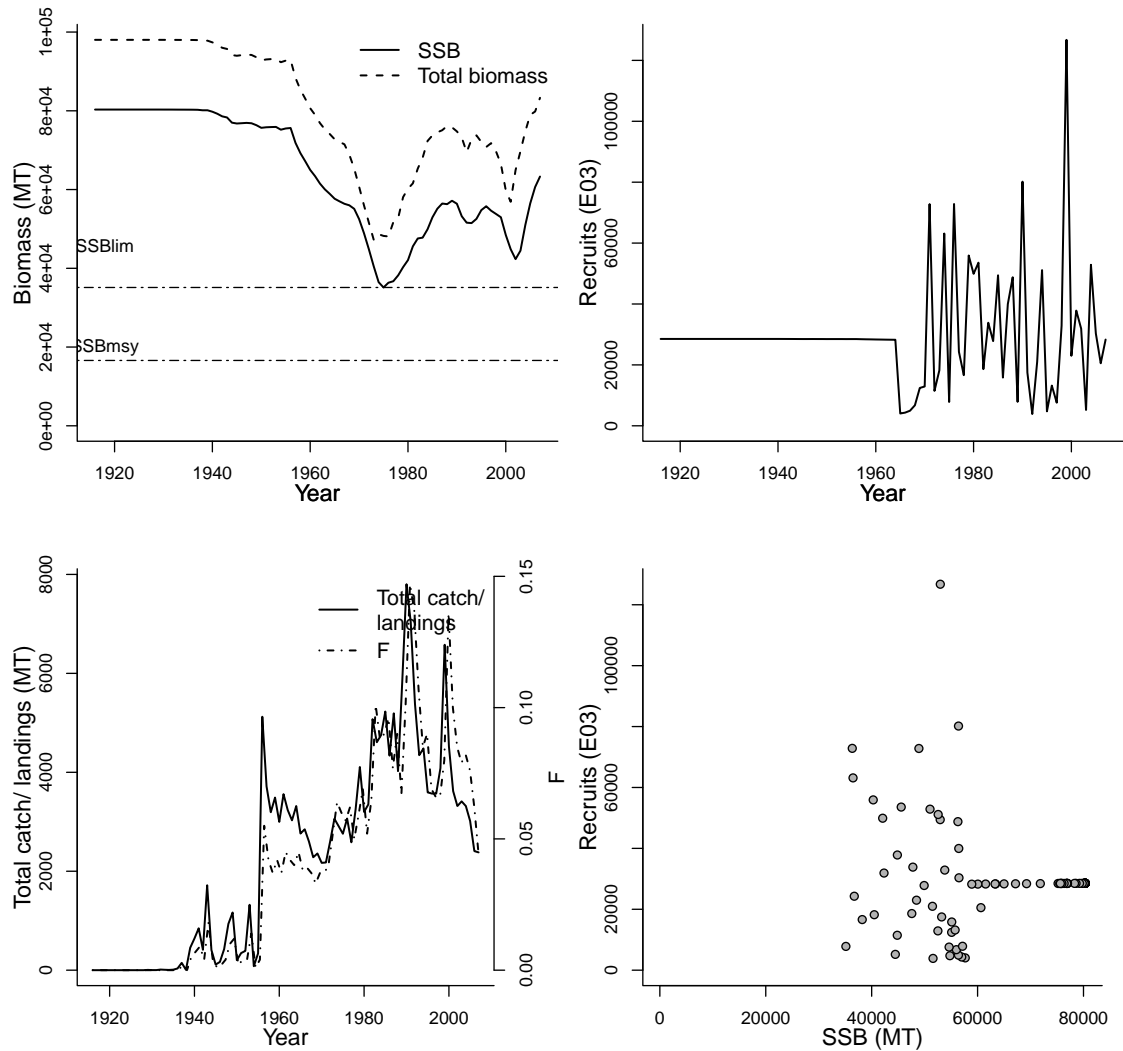 Biomass (MT)
0e+00
2e+04
4e+04
6e+04
8e+04
1e+05
SSB
Total biomass
SSBlim
SSBmsy
1920
1940
1960
1980
2000
Year
Recruits (E03)
0
20000
60000
100000
1920
1940
1960
1980
2000
Year
Total catch/ landings (MT)
0
2000
4000
6000
8000
Total catch/
landings
F
0.00
0.05
0.10
0.15
F
1920
1940
1960
1980
2000
Year
Recruits (E03)
0
20000
60000
100000
0
20000
40000
60000
80000
SSB (MT)